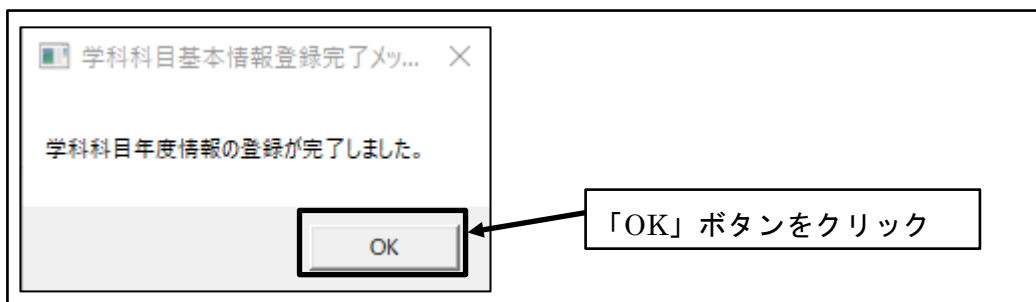 学科科目基本情報登録完了メッ...
学科科目年度情報の登録が完了しました。
OK
「OK」ボタンをクリック